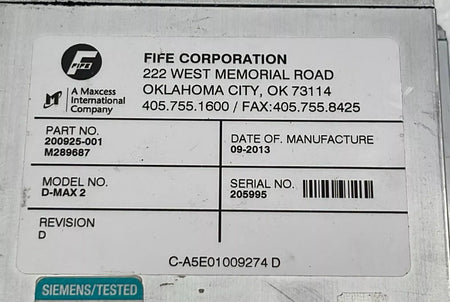 FIFE
FIFE CORPORATION
222 WEST MEMORIAL ROAD
OKLAHOMA CITY, OK 73114
405.755.1600 / FAX:405.755.8425
A Maxcess
International
Company
PART NO.
200925-001
M289687
DATE OF. MANUFACTURE
09-2013
MODEL NO.
D-MAX 2
SERIAL NO.
205995
REVISION
D
C-A5E01009274 D
SIEMENS/TESTED